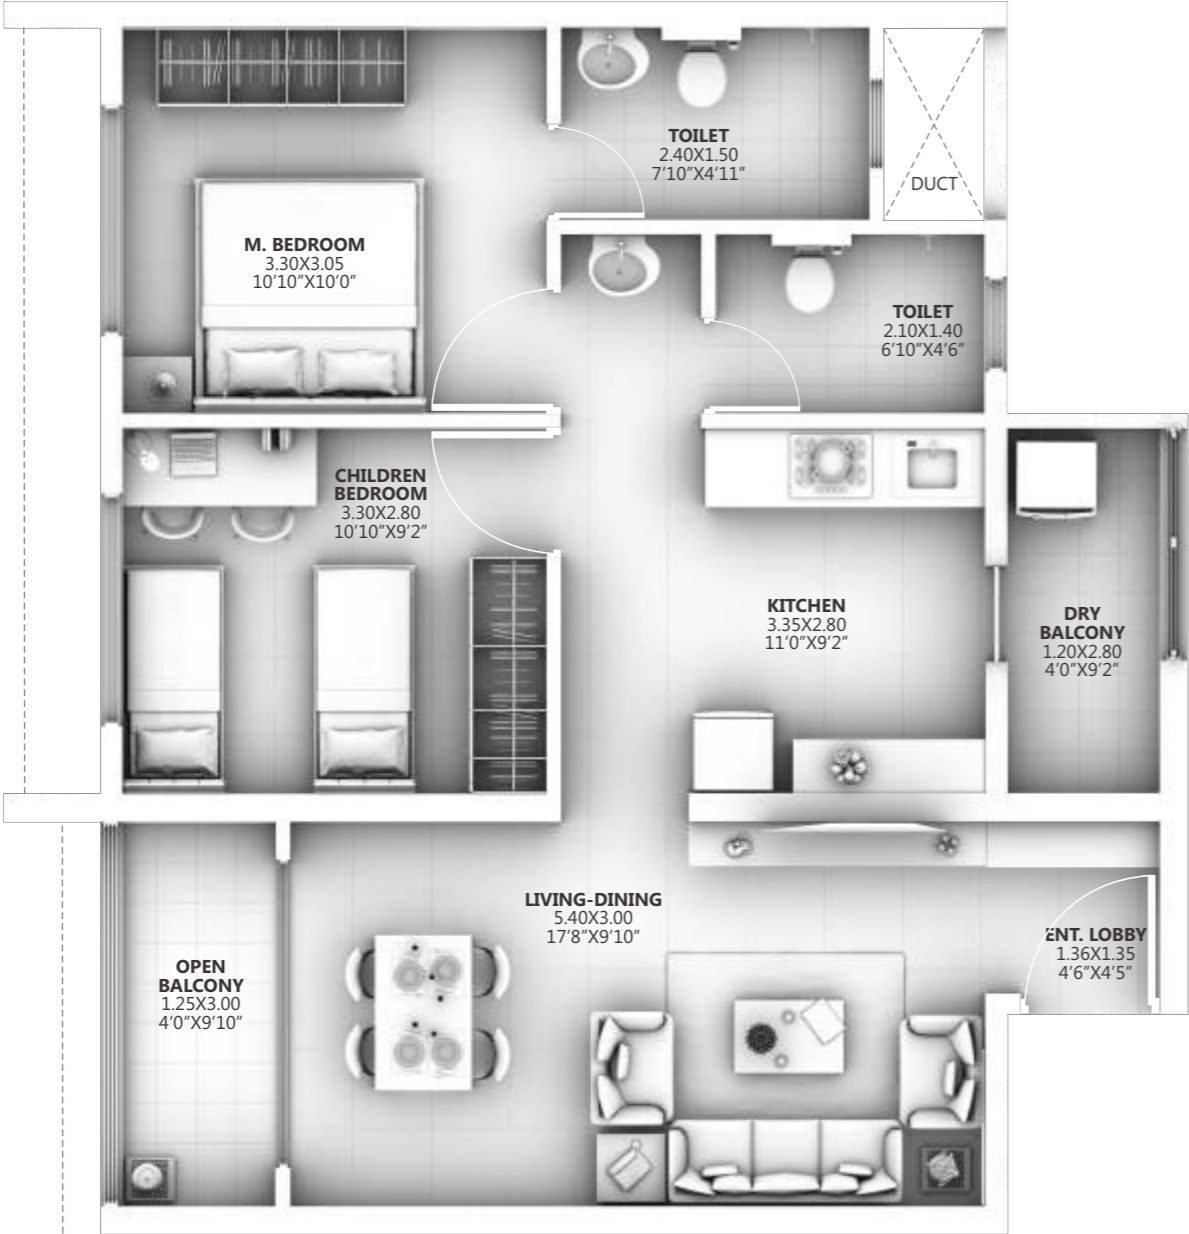 TOILET
2.40X1.50
7'10"X4'11"
DUCT
M. BEDROOM
3.30X3.05
10'10"X10'0"
TOILET
2.10X1.40
6'10"X4'6"
CHILDREN
BEDROOM
3.30X2.80
10'10"X9'2"
KITCHEN
3.35X2.80
11'0"X9'2"
DRY
BALCONY
1.20X2.80
4'0"X9'2"
LIVING-DINING
5.40X3.00
17'8"X9'10"
ENT. LOBBY
1.36X1.35
4'6"X4'5"
OPEN
BALCONY
1.25X3.00
4'0"X9'10"